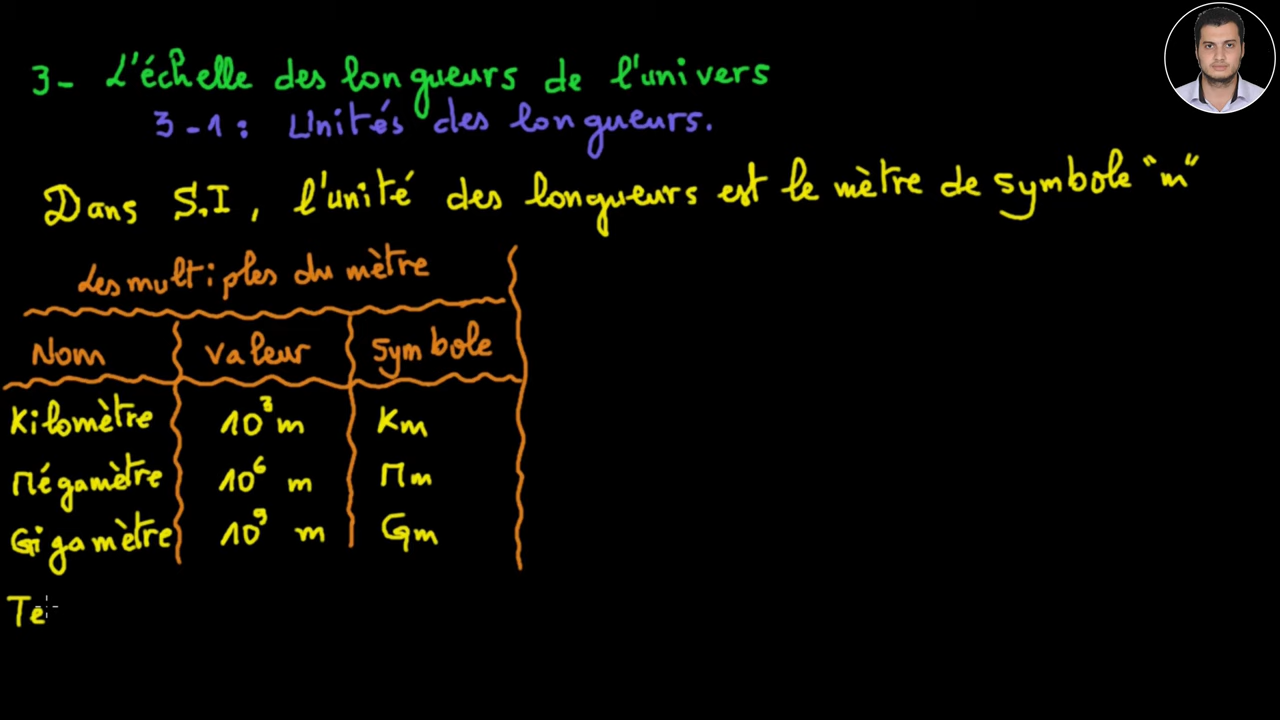 3- L'échelle des longueurs de l'univers
3-1: Unités des longueurs.
Dans S.I, l'unité des longueurs est le mètre de symbole "m"
Les multiples du mètre
Nom valeur symbole
Kilomètre 10³ m Km
Mégamètre 10⁶ m Mm
Gigamètre 10⁹ m Gm
Te